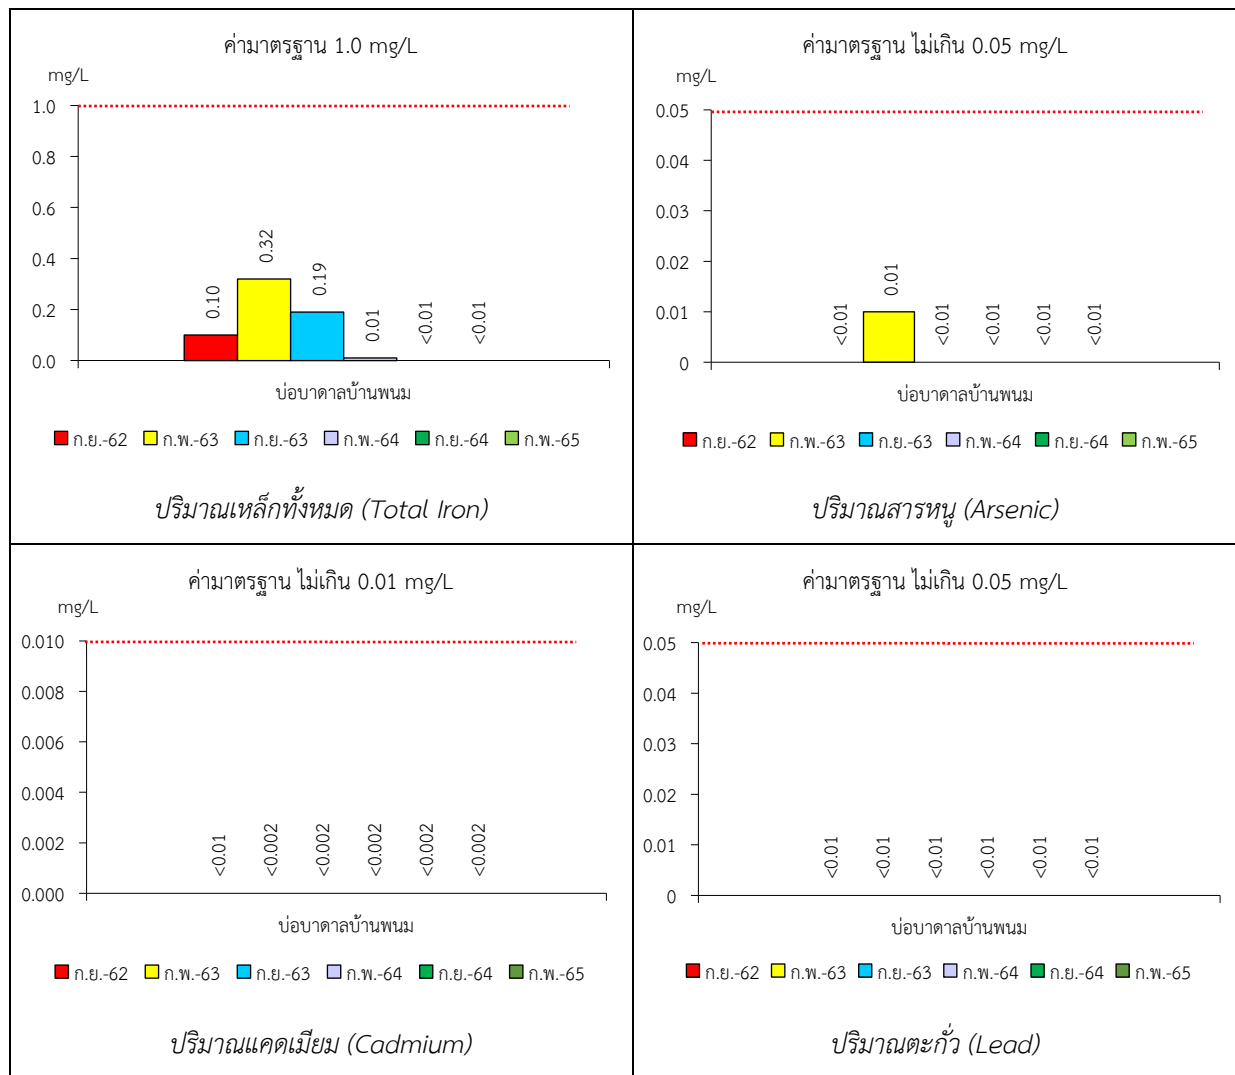 ค่ามาตรฐาน 1.0 mg/L
mg/L
1.0
0.8
0.6
0.4
0.2
0.0
0.10
0.32
0.19
0.01
<0.01
<0.01
บ่อบาดาลบ้านพนม
ก.ย.-62 ก.พ.-63 ก.ย.-63 ก.พ.-64 ก.ย.-64 ก.พ.-65
ปริมาณเหล็กทั้งหมด (Total Iron)
ค่ามาตรฐาน ไม่เกิน 0.05 mg/L
mg/L
0.05
0.04
0.03
0.02
0.01
0
<0.01
0.01
<0.01
<0.01
<0.01
<0.01
บ่อบาดาลบ้านพนม
ก.ย.-62 ก.พ.-63 ก.ย.-63 ก.พ.-64 ก.ย.-64 ก.พ.-65
ปริมาณสารหนู (Arsenic)
ค่ามาตรฐาน ไม่เกิน 0.01 mg/L
mg/L
0.010
0.008
0.006
0.004
0.002
0.000
<0.01
<0.002
<0.002
<0.002
<0.002
<0.002
บ่อบาดาลบ้านพนม
ก.ย.-62 ก.พ.-63 ก.ย.-63 ก.พ.-64 ก.ย.-64 ก.พ.-65
ปริมาณแคดเมียม (Cadmium)
ค่ามาตรฐาน ไม่เกิน 0.05 mg/L
mg/L
0.05
0.04
0.03
0.02
0.01
0
<0.01
<0.01
<0.01
<0.01
<0.01
<0.01
บ่อบาดาลบ้านพนม
ก.ย.-62 ก.พ.-63 ก.ย.-63 ก.พ.-64 ก.ย.-64 ก.พ.-65
ปริมาณตะกั่ว (Lead)